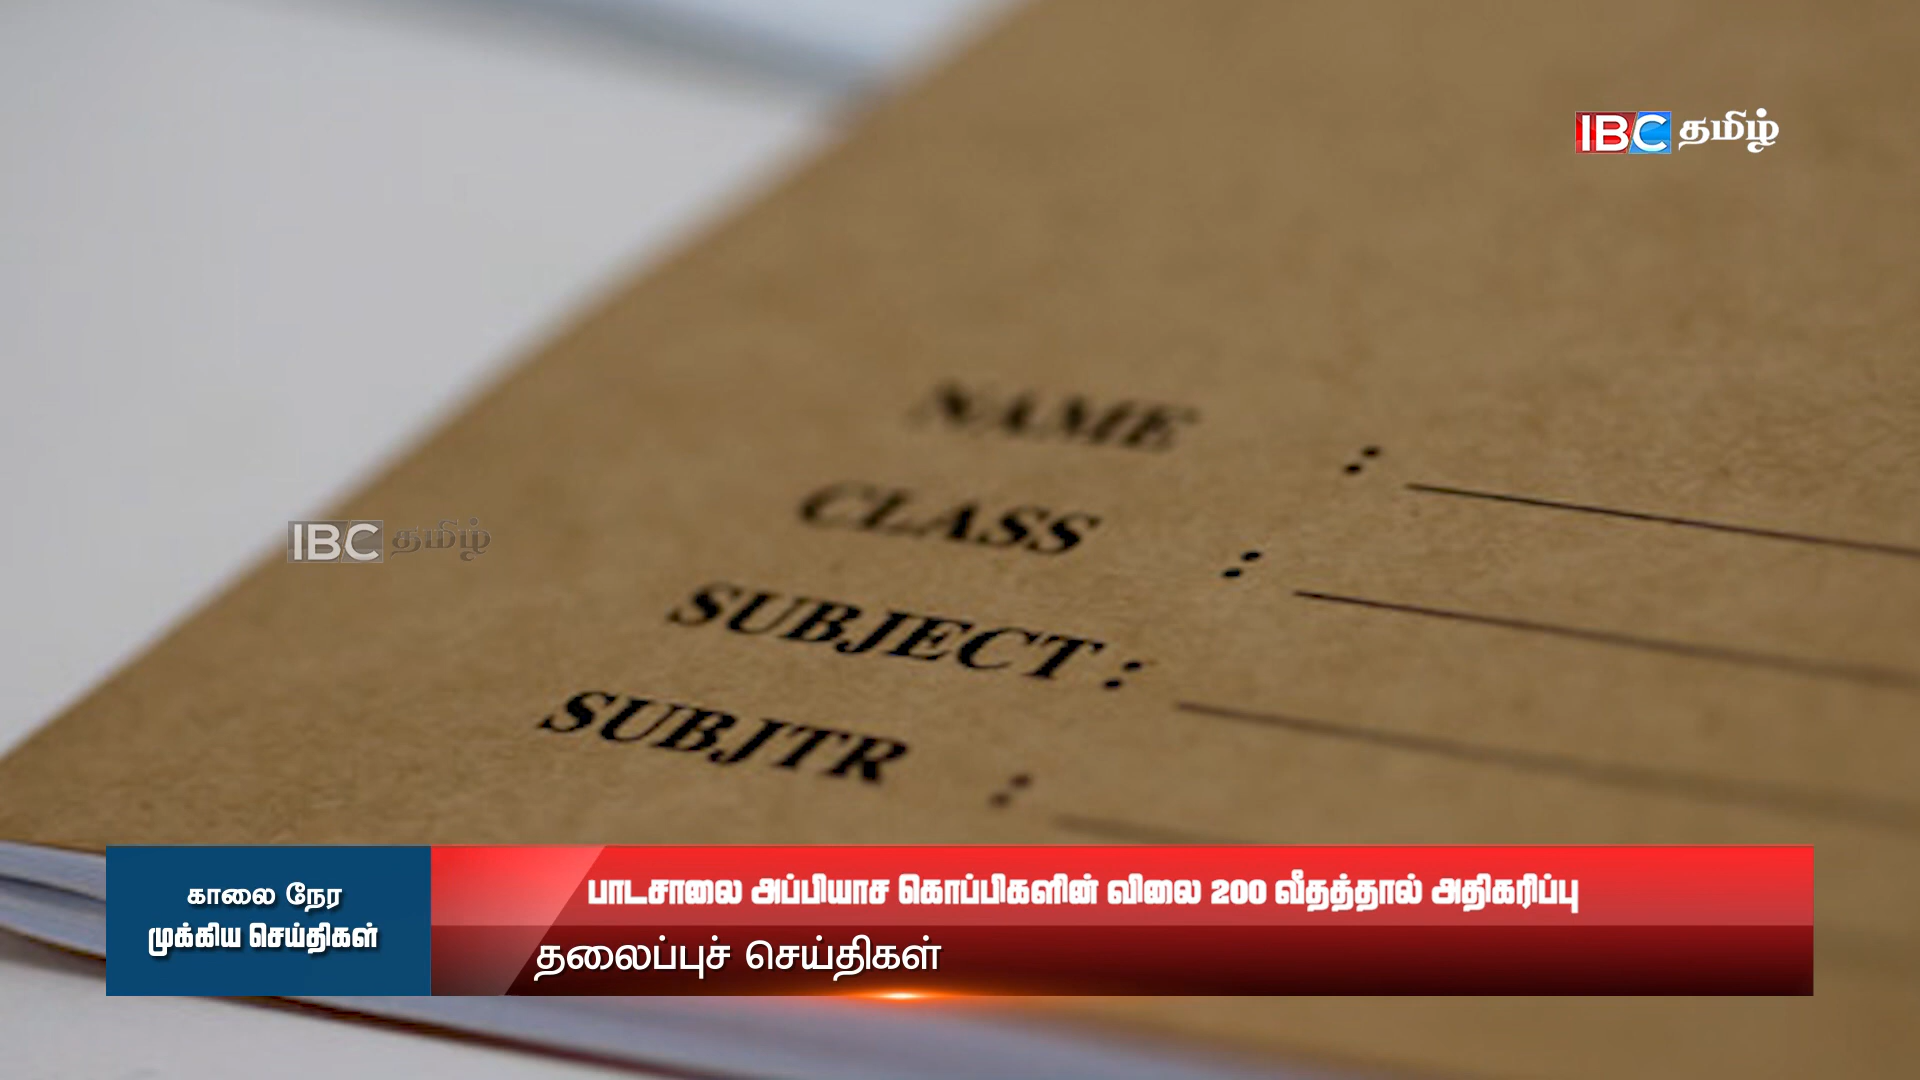 IBC தமிழ்
NAME :
CLASS :
IBC தமிழ்
SUBJECT :
SUBJTR :
காலை நேர
முக்கிய செய்திகள்
பாடசாலை அப்பியாச கொப்பிகளின் விலை 200 வீதத்தால் அதிகரிப்பு
தலைப்புச் செய்திகள்